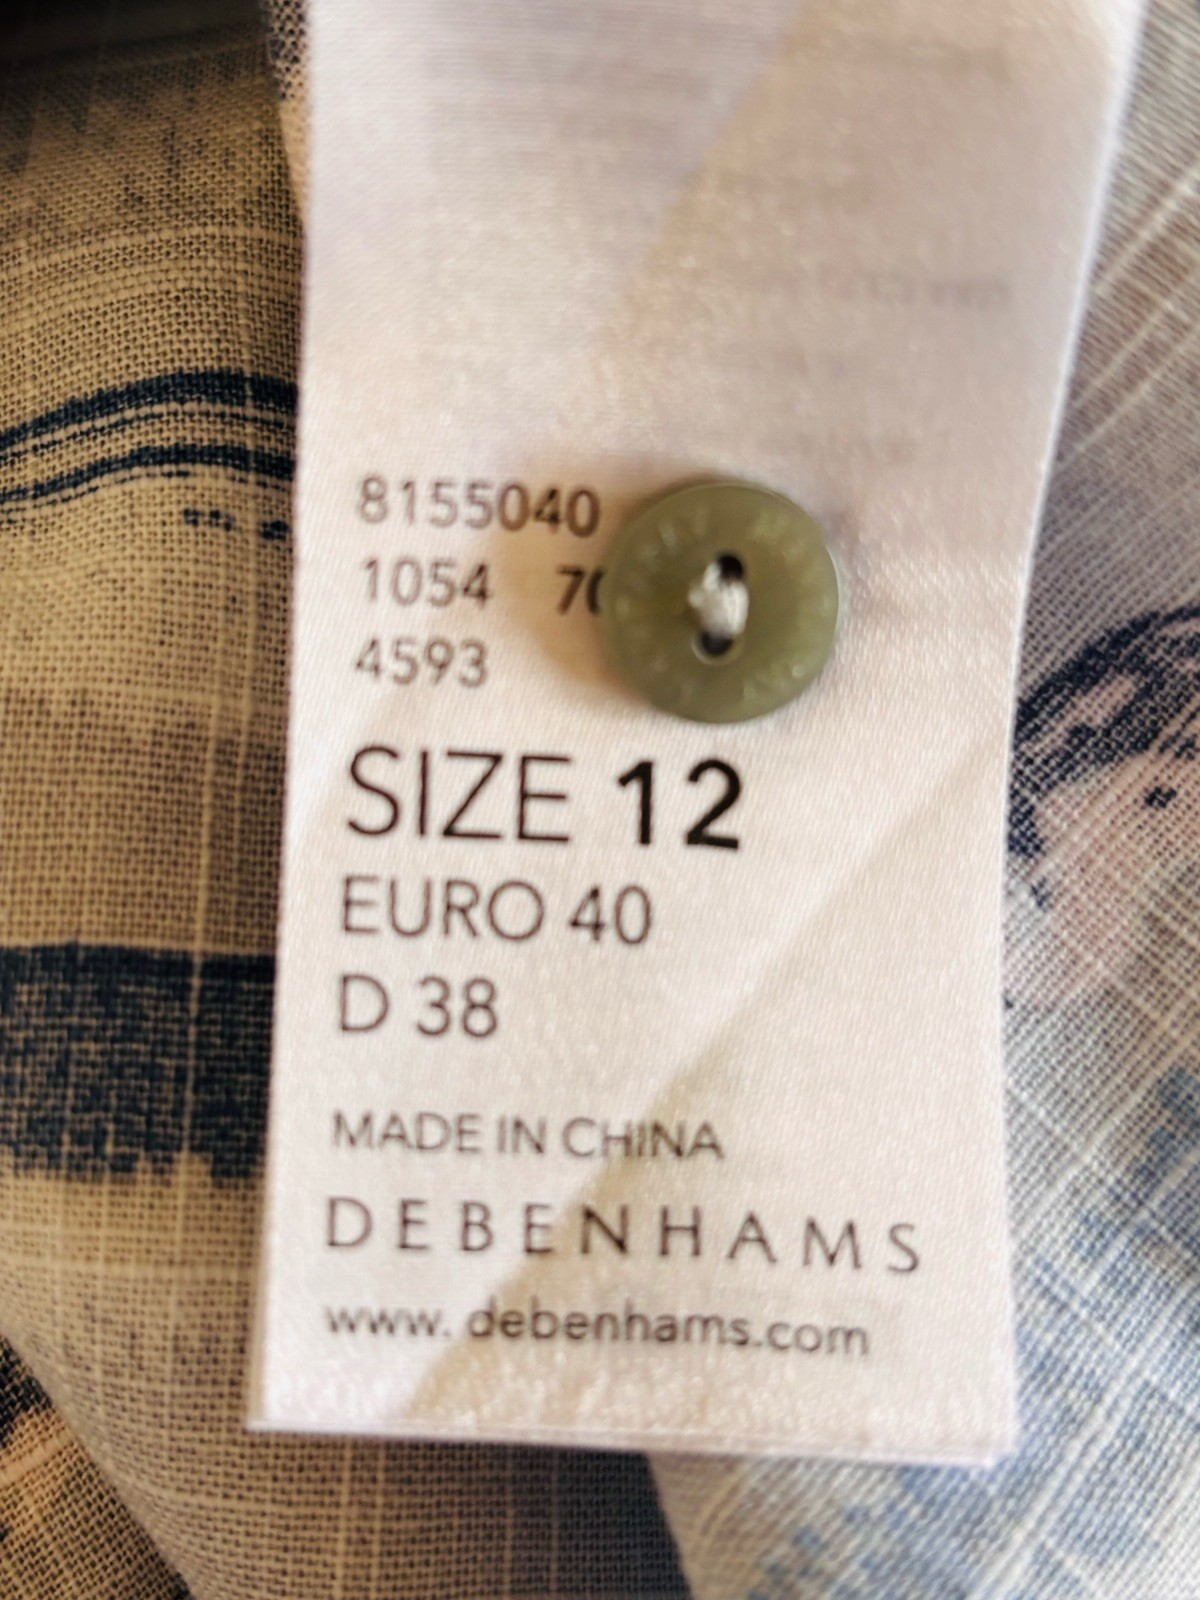 8155040
1054
4593
SIZE 12
EURO 40
D 38
MADE IN CHINA
DEBENHAMS
www. debenhams.com